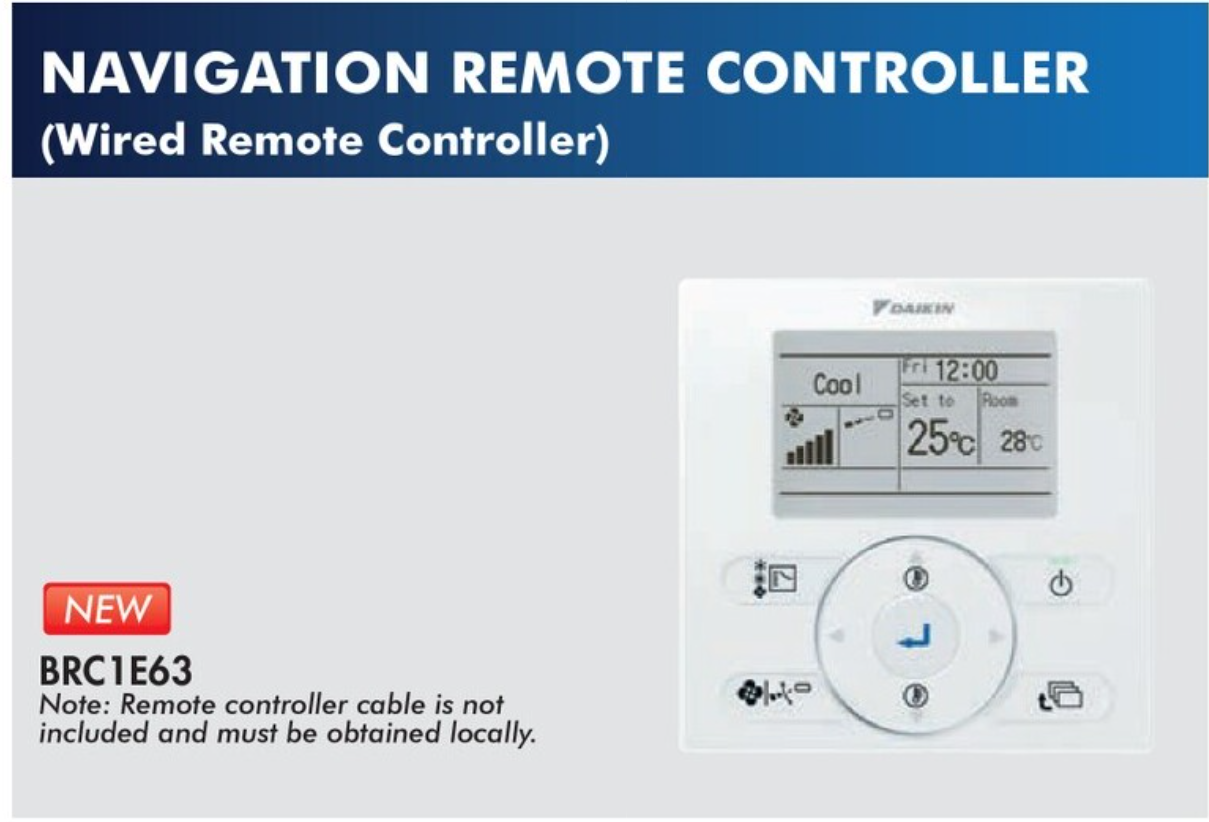 NAVIGATION REMOTE CONTROLLER
(Wired Remote Controller)
DAIKIN
Cool
Fri 12:00
Set to
Room
25°C
28°C
NEW
BRC1E63
Note: Remote controller cable is not
included and must be obtained locally.